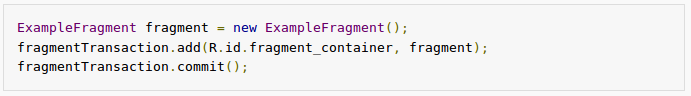 ExampleFragment fragment = new ExampleFragment();
fragmentTransaction.add(R.id.fragment_container, fragment);
fragmentTransaction.commit();